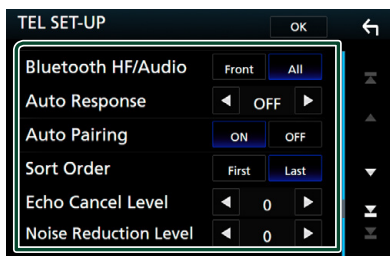 TEL SET-UP OK
Bluetooth HF/Audio Front All
Auto Response OFF
Auto Pairing ON OFF
Sort Order First Last
Echo Cancel Level 0
Noise Reduction Level 0